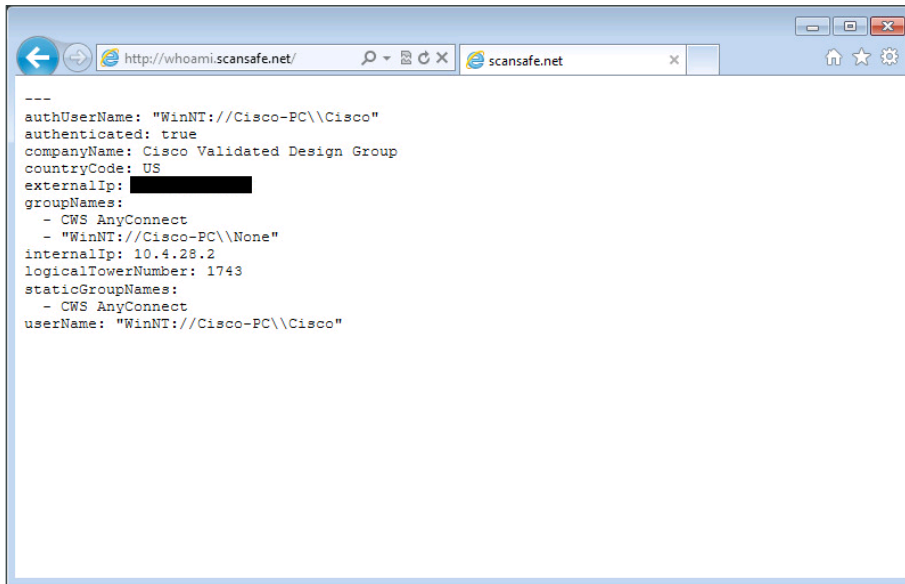 http://whoami.scansafe.net/
scansafe.net
---
authUserName: "WinNT://Cisco-PC\\Cisco"
authenticated: true
companyName: Cisco Validated Design Group
countryCode: US
externalIp:
groupNames:
  - CWS AnyConnect
  - "WinNT://Cisco-PC\\None"
internalIp: 10.4.28.2
logicalTowerNumber: 1743
staticGroupNames:
  - CWS AnyConnect
userName: "WinNT://Cisco-PC\\Cisco"